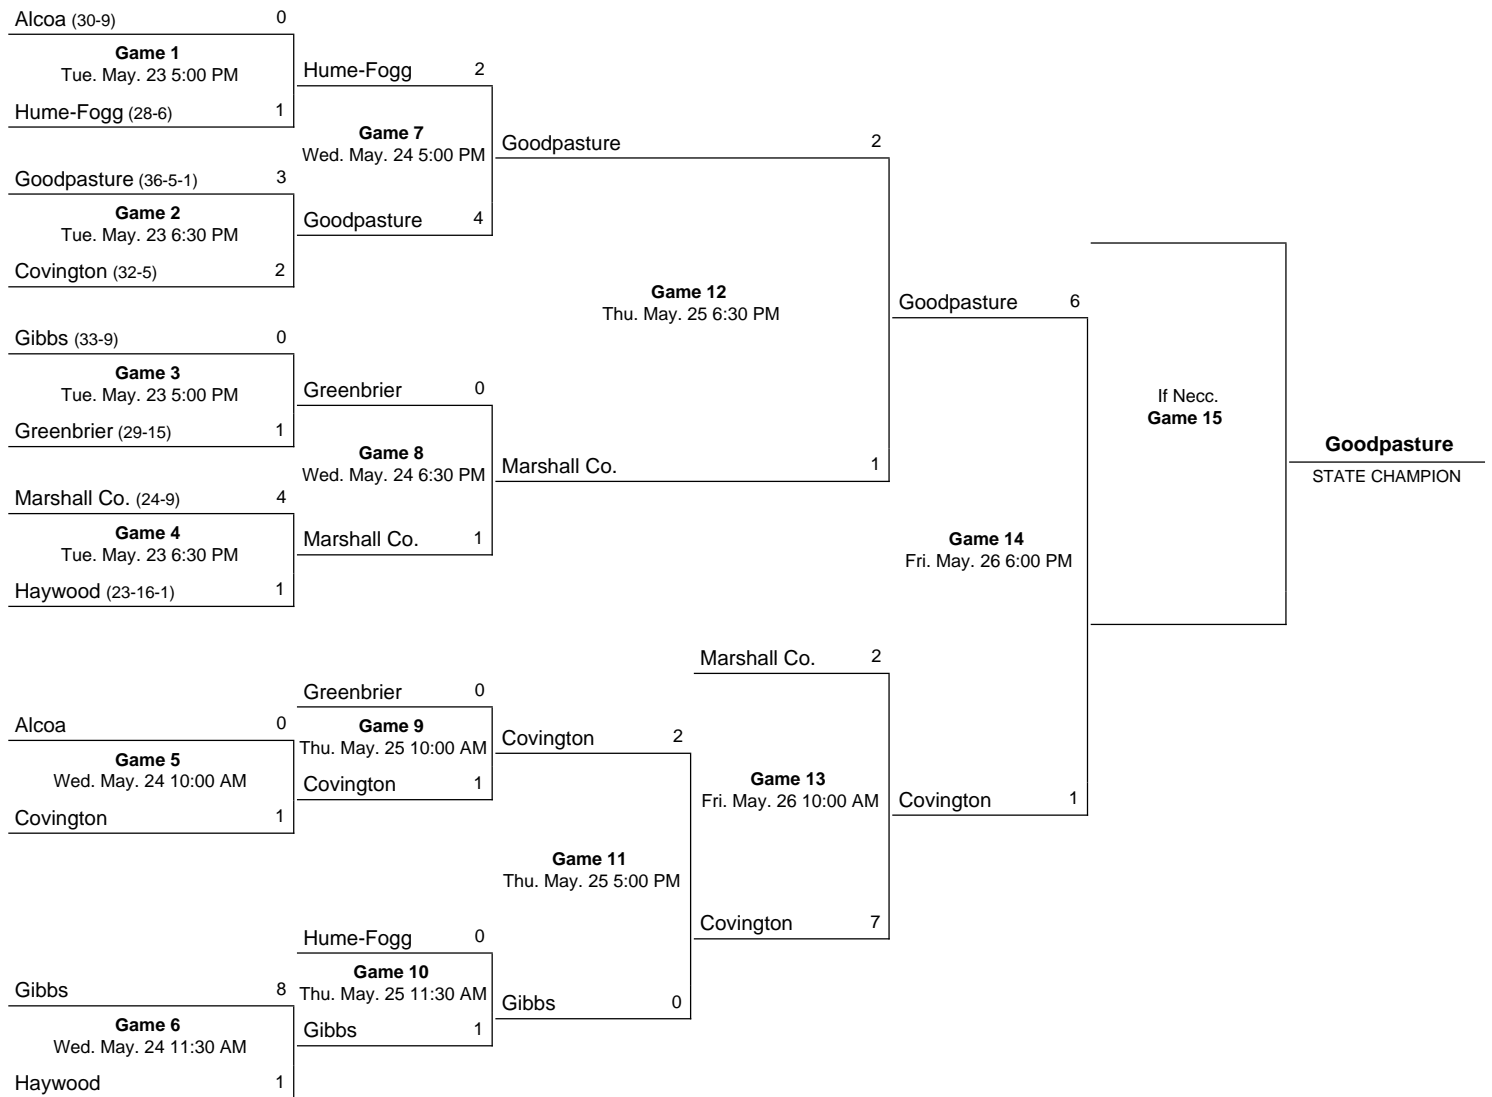 Alcoa (30-9) 0
Game 1
Tue. May. 23 5:00 PM
Hume-Fogg (28-6) 1
Goodpasture (36-5-1) 3
Game 2
Tue. May. 23 6:30 PM
Covington (32-5) 2
Gibbs (33-9) 0
Game 3
Tue. May. 23 5:00 PM
Greenbrier (29-15) 1
Marshall Co. (24-9) 4
Game 4
Tue. May. 23 6:30 PM
Haywood (23-16-1) 1
Alcoa 0
Game 5
Wed. May. 24 10:00 AM
Covington 1
Gibbs 8
Game 6
Wed. May. 24 11:30 AM
Haywood 1
Hume-Fogg 2
Game 7
Wed. May. 24 5:00 PM
Goodpasture 4
Greenbrier 0
Game 8
Wed. May. 24 6:30 PM
Marshall Co. 1
Greenbrier 0
Game 9
Thu. May. 25 10:00 AM
Covington 1
Hume-Fogg 0
Game 10
Thu. May. 25 11:30 AM
Gibbs 1
Goodpasture 2
Game 12
Thu. May. 25 6:30 PM
Marshall Co. 1
Covington 2
Game 11
Thu. May. 25 5:00 PM
Gibbs 0
Marshall Co. 2
Game 13
Fri. May. 26 10:00 AM
Covington 7
Goodpasture 6
Game 14
Fri. May. 26 6:00 PM
Covington 1
If Necc.
Game 15
Goodpasture
STATE CHAMPION